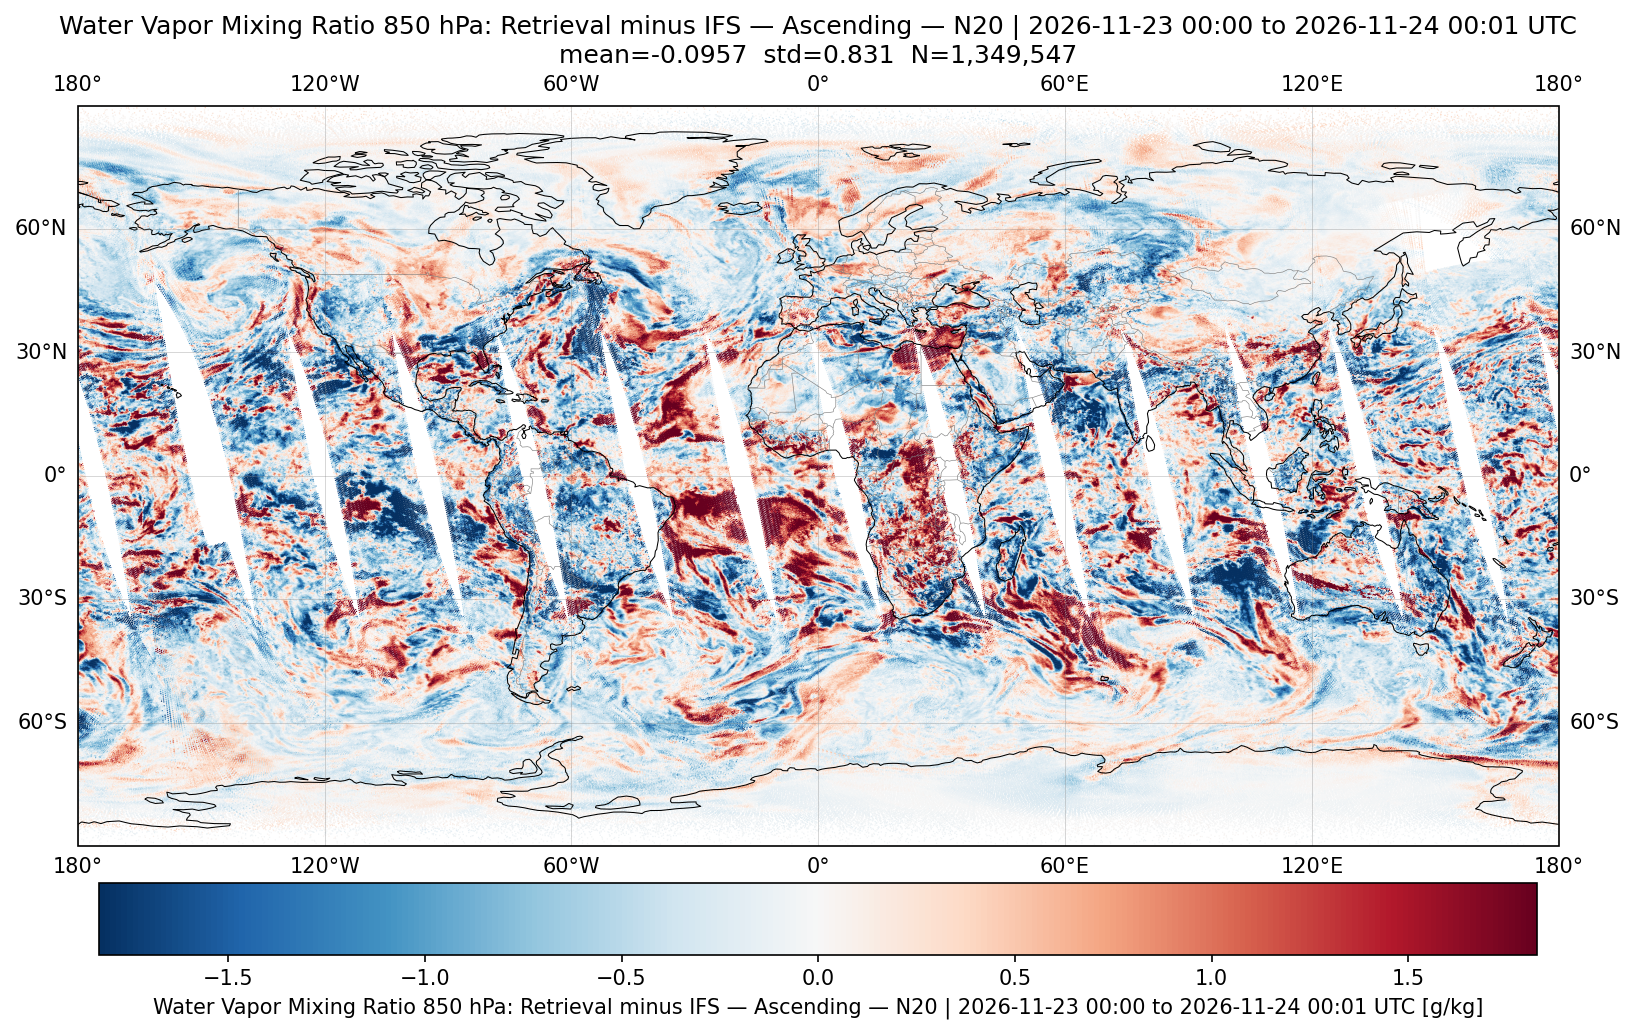 Water Vapor Mixing Ratio 850 hPa: Retrieval minus IFS — Ascending — N20 | 2026-11-23 00:00 to 2026-11-24 00:01 UTC
mean=-0.0957  std=0.831  N=1,349,547
180° 120°W 60°W 0° 60°E 120°E 180°
60°N 60°N
30°N 30°N
0° 0°
30°S 30°S
60°S 60°S
180° 120°W 60°W 0° 60°E 120°E 180°
−1.5 −1.0 −0.5 0.0 0.5 1.0 1.5
Water Vapor Mixing Ratio 850 hPa: Retrieval minus IFS — Ascending — N20 | 2026-11-23 00:00 to 2026-11-24 00:01 UTC [g/kg]